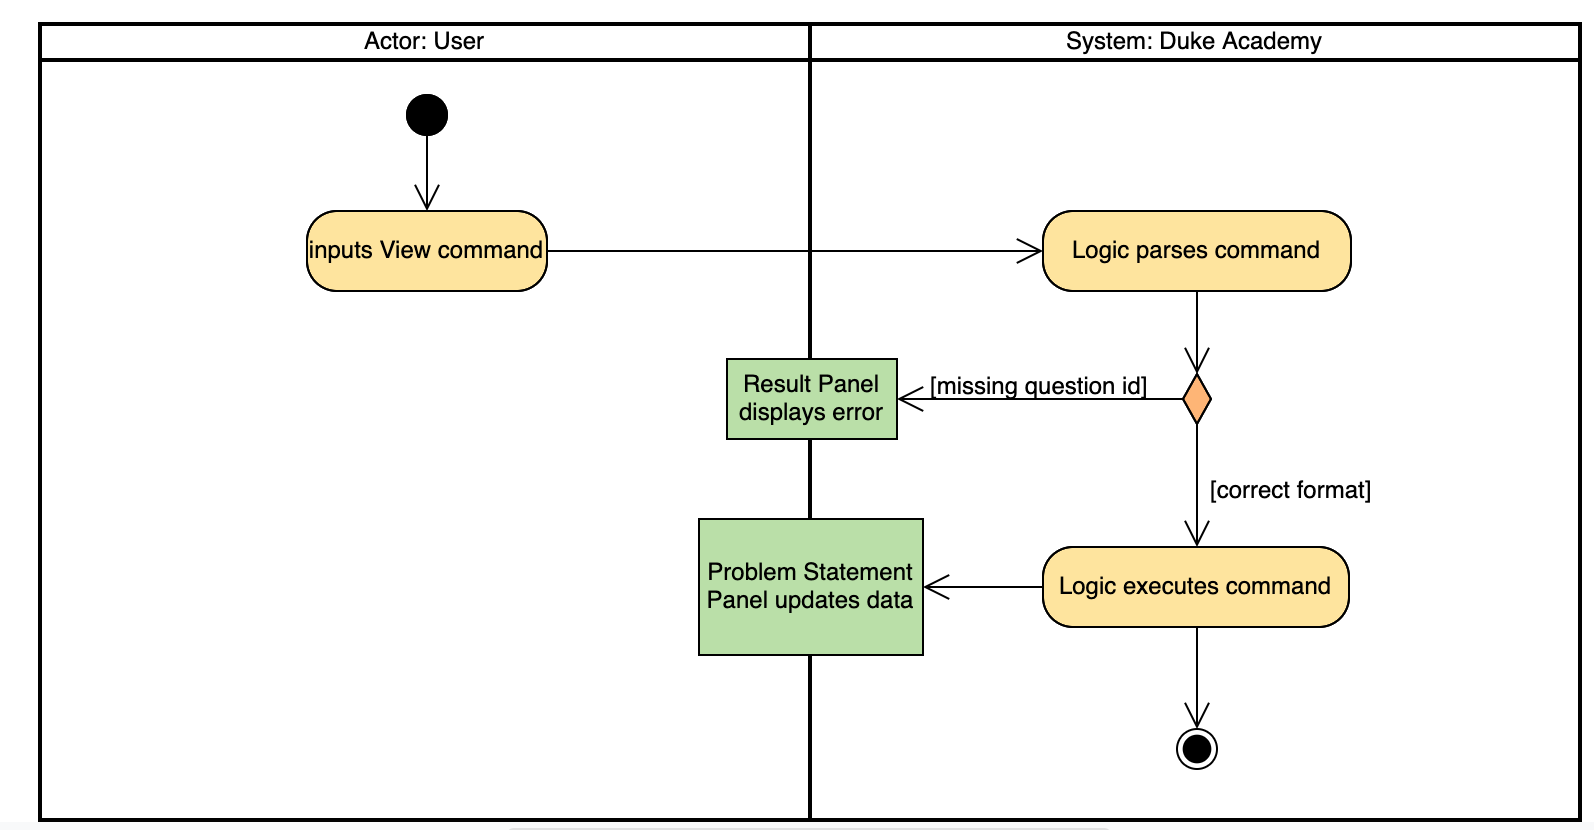 Actor: User
System: Duke Academy
inputs View command
Logic parses command
Result Panel
displays error
[missing question id]
[correct format]
Problem Statement
Panel updates data
Logic executes command